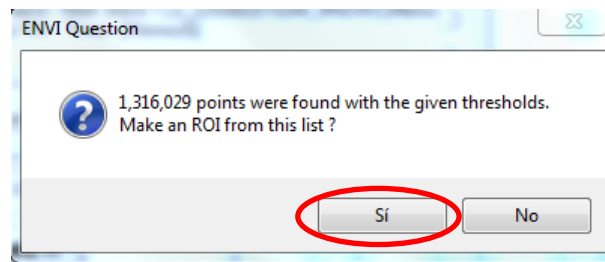 ENVI Question
1,316,029 points were found with the given thresholds.
Make an ROI from this list ?
Sí No